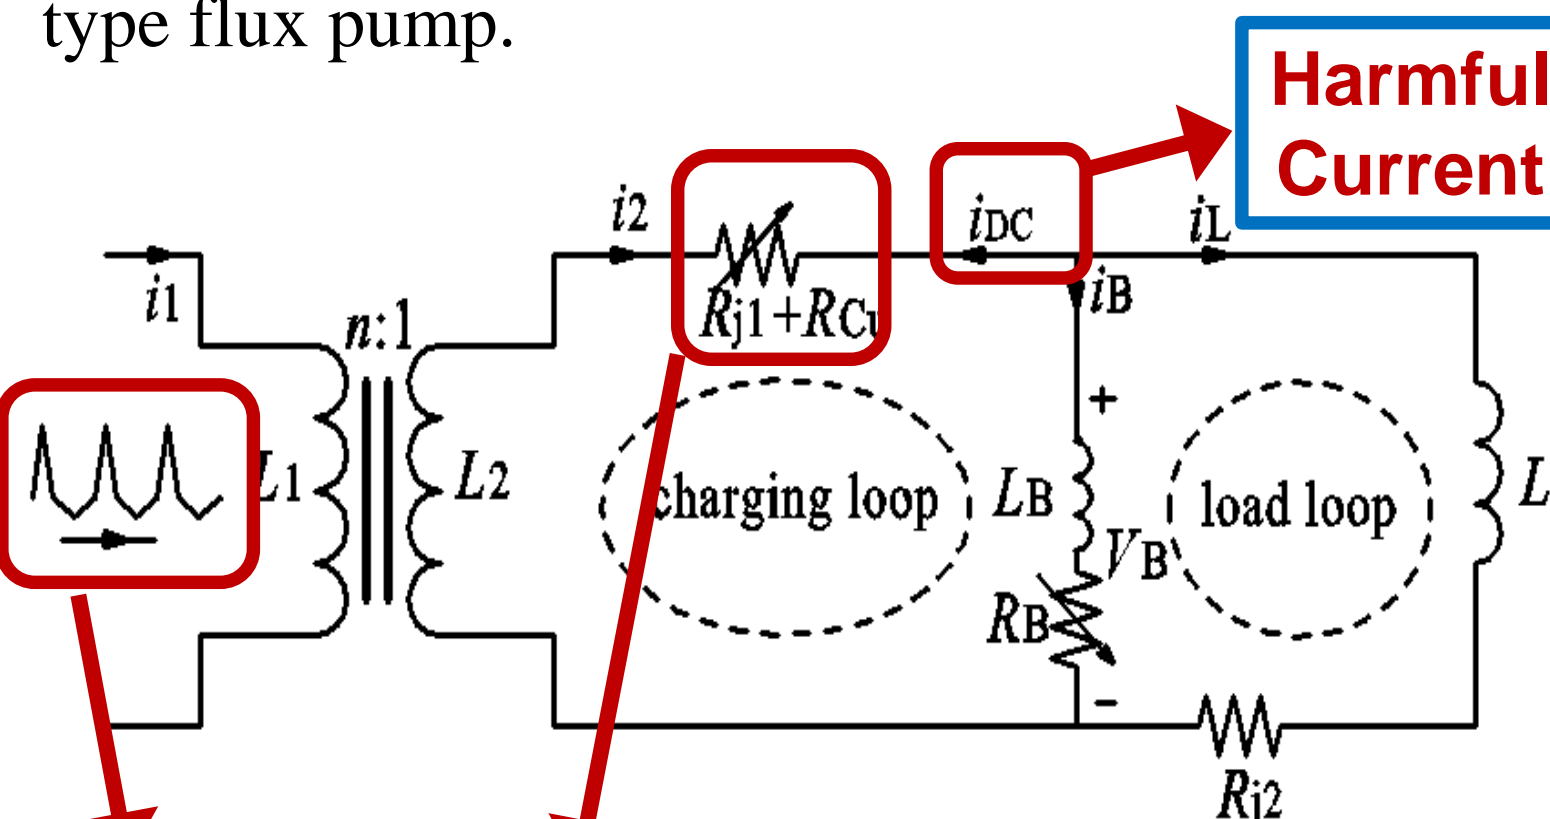 type flux pump.
Harmful
Current
i2
iDC
iL
i1
n:1
Rj1+RCu
iB
+
L1
L2
charging loop
LB
load loop
L
VB
RB
-
Rj2